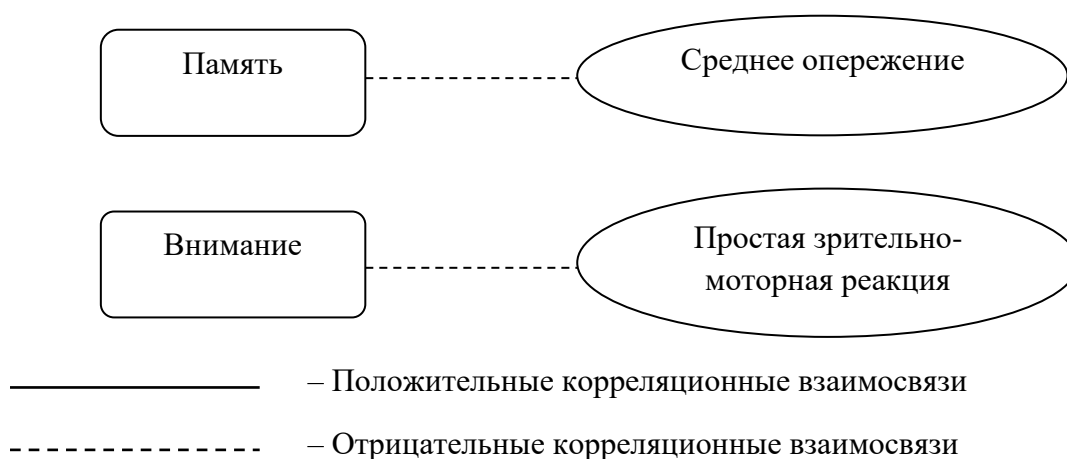 Память
Среднее опережение
Внимание
Простая зрительно-
моторная реакция
– Положительные корреляционные взаимосвязи
– Отрицательные корреляционные взаимосвязи